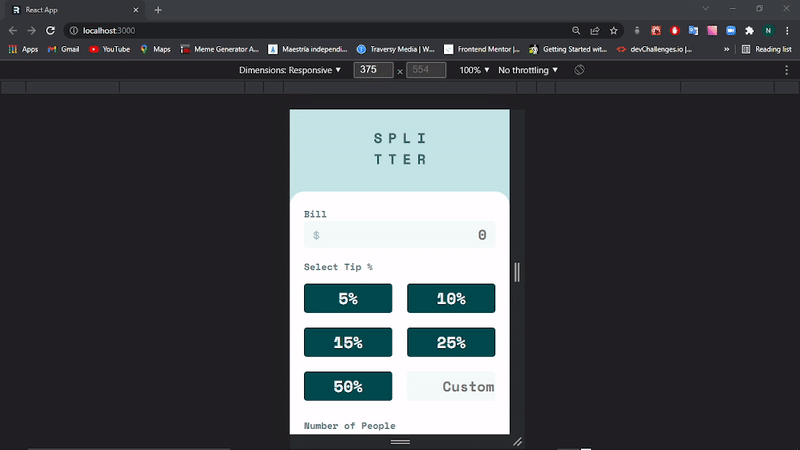 React App
localhost:3000
Apps Gmail YouTube Maps Meme Generator A... Maestría independi... Traversy Media | W... Frontend Mentor | ... Getting Started wit... devChallenges.io |... » Reading list
N
Dimensions: Responsive ▼ 375 × 554 100% ▼ No throttling ▼
SPLI
TTER
Bill
$ 0
Select Tip %
5% 10%
15% 25%
50% Custom
Number of People